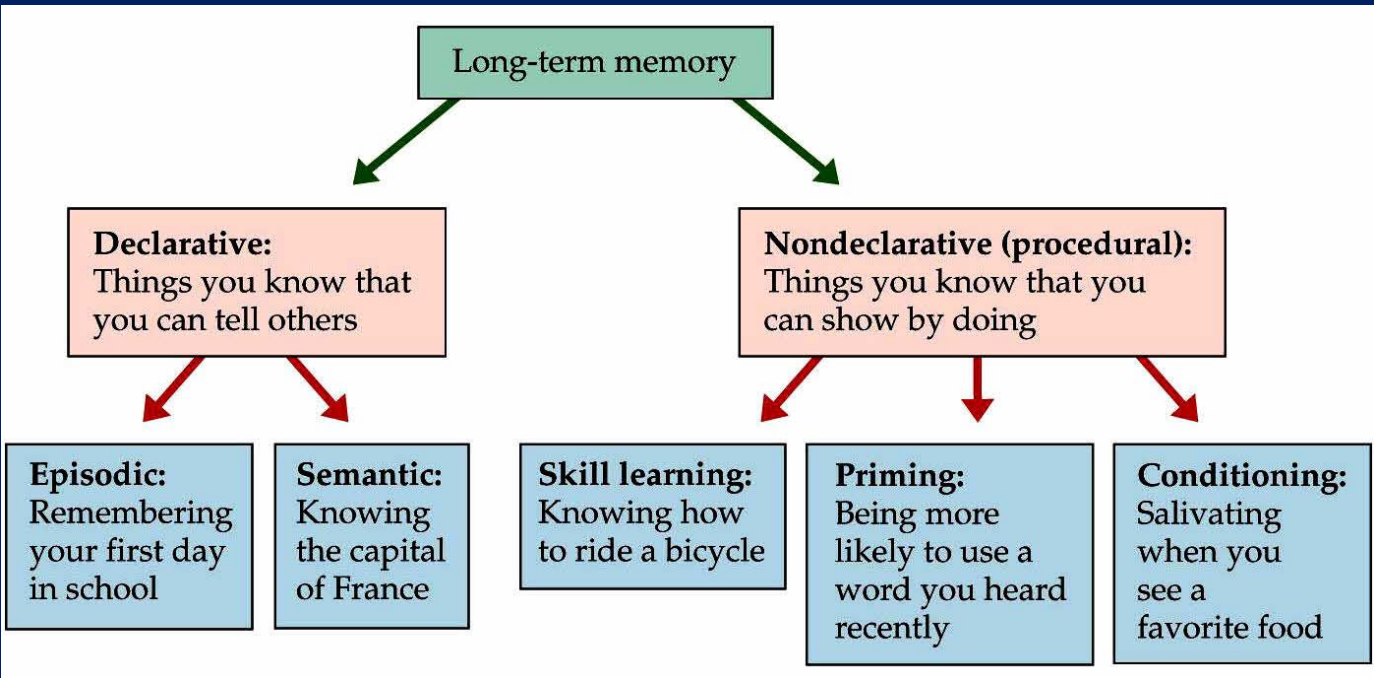 Long-term memory
Declarative:
Things you know that
you can tell others
Nondeclarative (procedural):
Things you know that you
can show by doing
Episodic:
Remembering
your first day
in school
Semantic:
Knowing
the capital
of France
Skill learning:
Knowing how
to ride a bicycle
Priming:
Being more
likely to use a
word you heard
recently
Conditioning:
Salivating
when you
see a
favorite food